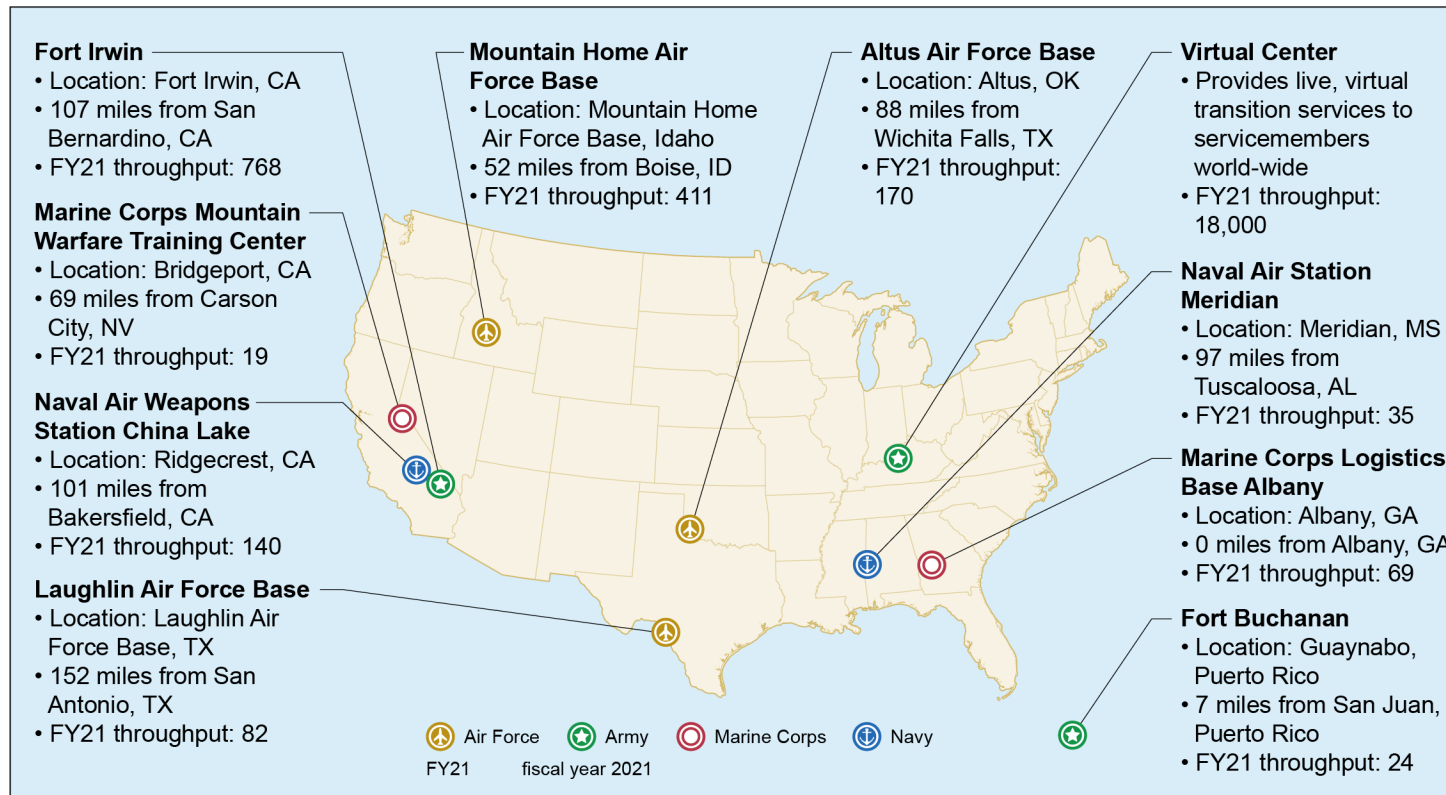 Fort Irwin
• Location: Fort Irwin, CA
• 107 miles from San
Bernardino, CA
• FY21 throughput: 768
Marine Corps Mountain
Warfare Training Center
• Location: Bridgeport, CA
• 69 miles from Carson
City, NV
• FY21 throughput: 19
Naval Air Weapons
Station China Lake
• Location: Ridgecrest, CA
• 101 miles from
Bakersfield, CA
• FY21 throughput: 140
Laughlin Air Force Base
• Location: Laughlin Air
Force Base, TX
• 152 miles from San
Antonio, TX
• FY21 throughput: 82
Mountain Home Air
Force Base
• Location: Mountain Home
Air Force Base, Idaho
• 52 miles from Boise, ID
• FY21 throughput: 411
Altus Air Force Base
• Location: Altus, OK
• 88 miles from
Wichita Falls, TX
• FY21 throughput:
170
Virtual Center
• Provides live, virtual
transition services to
servicemembers
world-wide
• FY21 throughput:
18,000
Naval Air Station
Meridian
• Location: Meridian, MS
• 97 miles from
Tuscaloosa, AL
• FY21 throughput: 35
Marine Corps Logistics
Base Albany
• Location: Albany, GA
• 0 miles from Albany, GA
• FY21 throughput: 69
Fort Buchanan
• Location: Guaynabo,
Puerto Rico
• 7 miles from San Juan,
Puerto Rico
• FY21 throughput: 24
Air Force Army Marine Corps Navy
FY21 fiscal year 2021